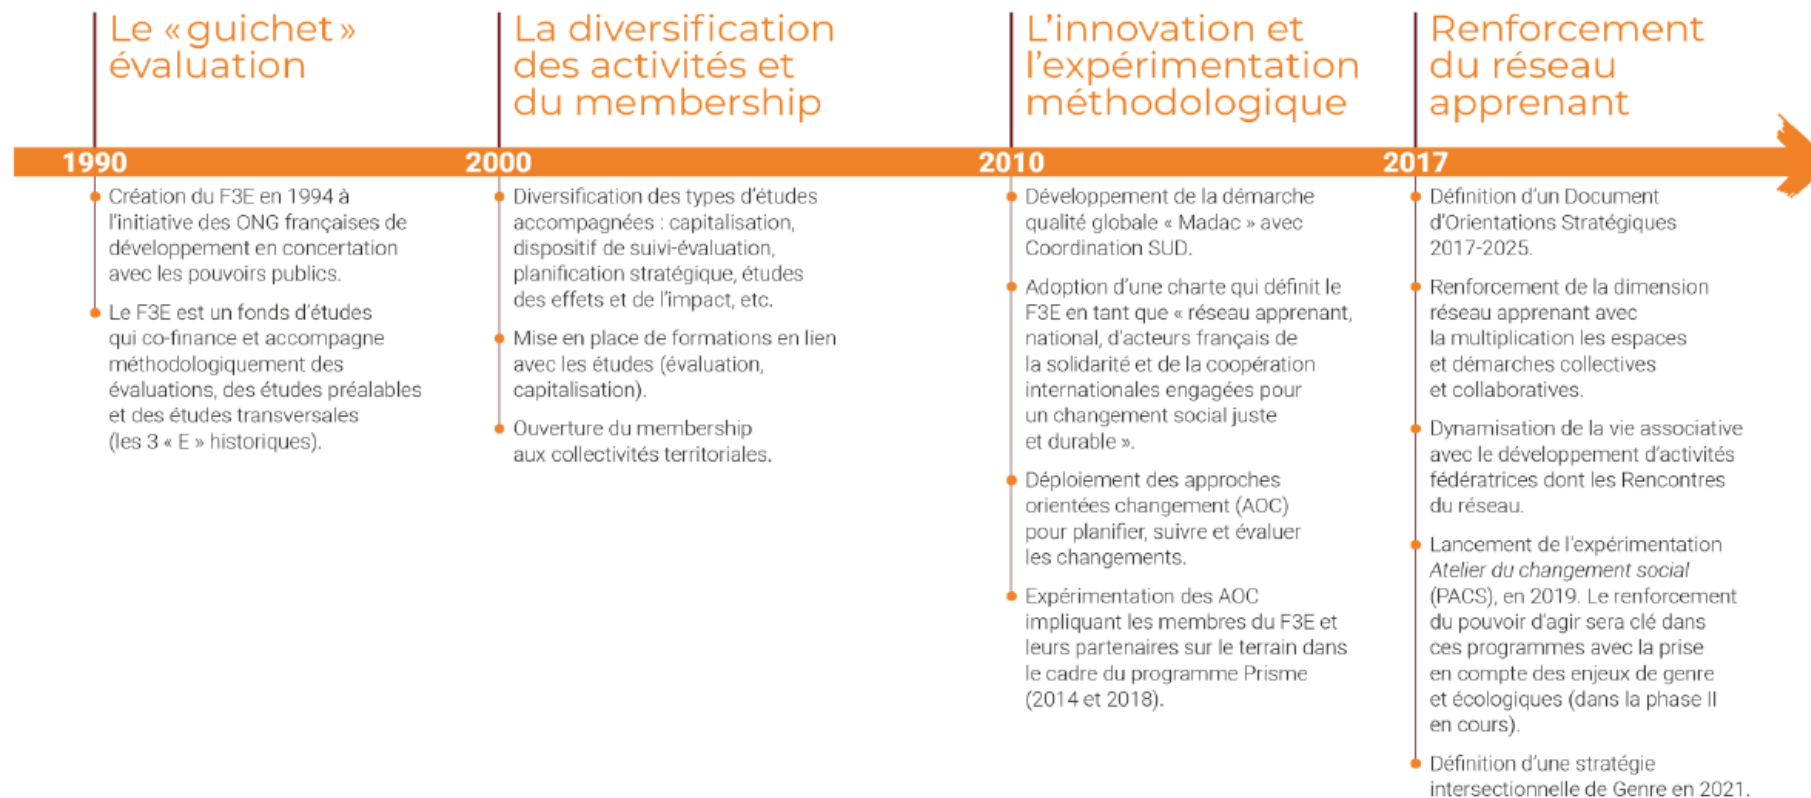 Le « guichet »
évaluation
La diversification
des activités et
du membership
L'innovation et
l'expérimentation
méthodologique
Renforcement
du réseau
apprenant
1990
2000
2010
2017
Création du F3E en 1994 à
l'initiative des ONG françaises de
développement en concertation
avec les pouvoirs publics.
Le F3E est un fonds d'études
qui co-finance et accompagne
méthodologiquement des
évaluations, des études préalables
et des études transversales
(les 3 « E » historiques).
Diversification des types d'études
accompagnées : capitalisation,
dispositif de suivi-évaluation,
planification stratégique, études
des effets et de l'impact, etc.
Mise en place de formations en lien
avec les études (évaluation,
capitalisation).
Ouverture du membership
aux collectivités territoriales.
Développement de la démarche
qualité globale « Madac » avec
Coordination SUD.
Adoption d'une charte qui définit le
F3E en tant que « réseau apprenant,
national, d'acteurs français de
la solidarité et de la coopération
internationales engagées pour
un changement social juste
et durable ».
Déploiement des approches
orientées changement (AOC)
pour planifier, suivre et évaluer
les changements.
Expérimentation des AOC
impliquant les membres du F3E et
leurs partenaires sur le terrain dans
le cadre du programme Prisme
(2014 et 2018).
Définition d'un Document
d'Orientations Stratégiques
2017-2025.
Renforcement de la dimension
réseau apprenant avec
la multiplication les espaces
et démarches collectives
et collaboratives.
Dynamisation de la vie associative
avec le développement d'activités
fédératrices dont les Rencontres
du réseau.
Lancement de l'expérimentation
Atelier du changement social
(PACS), en 2019. Le renforcement
du pouvoir d'agir sera clé dans
ces programmes avec la prise
en compte des enjeux de genre
et écologiques (dans la phase II
en cours).
Définition d'une stratégie
intersectionnelle de Genre en 2021.